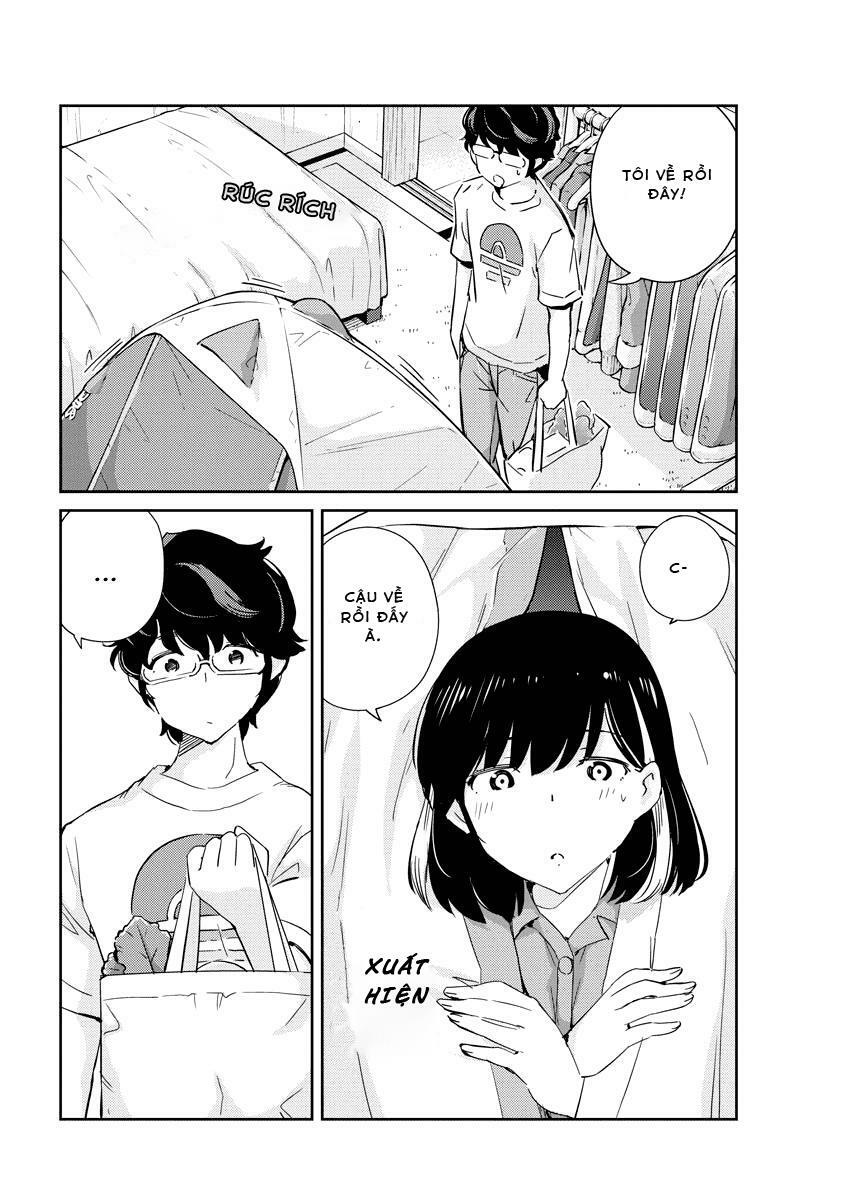 TÔI VỀ RỒI
ĐÂY!
RÚC RÍCH
C-
CẬU VỀ
RỒI ĐẤY
À.
XUẤT
HIỆN
...